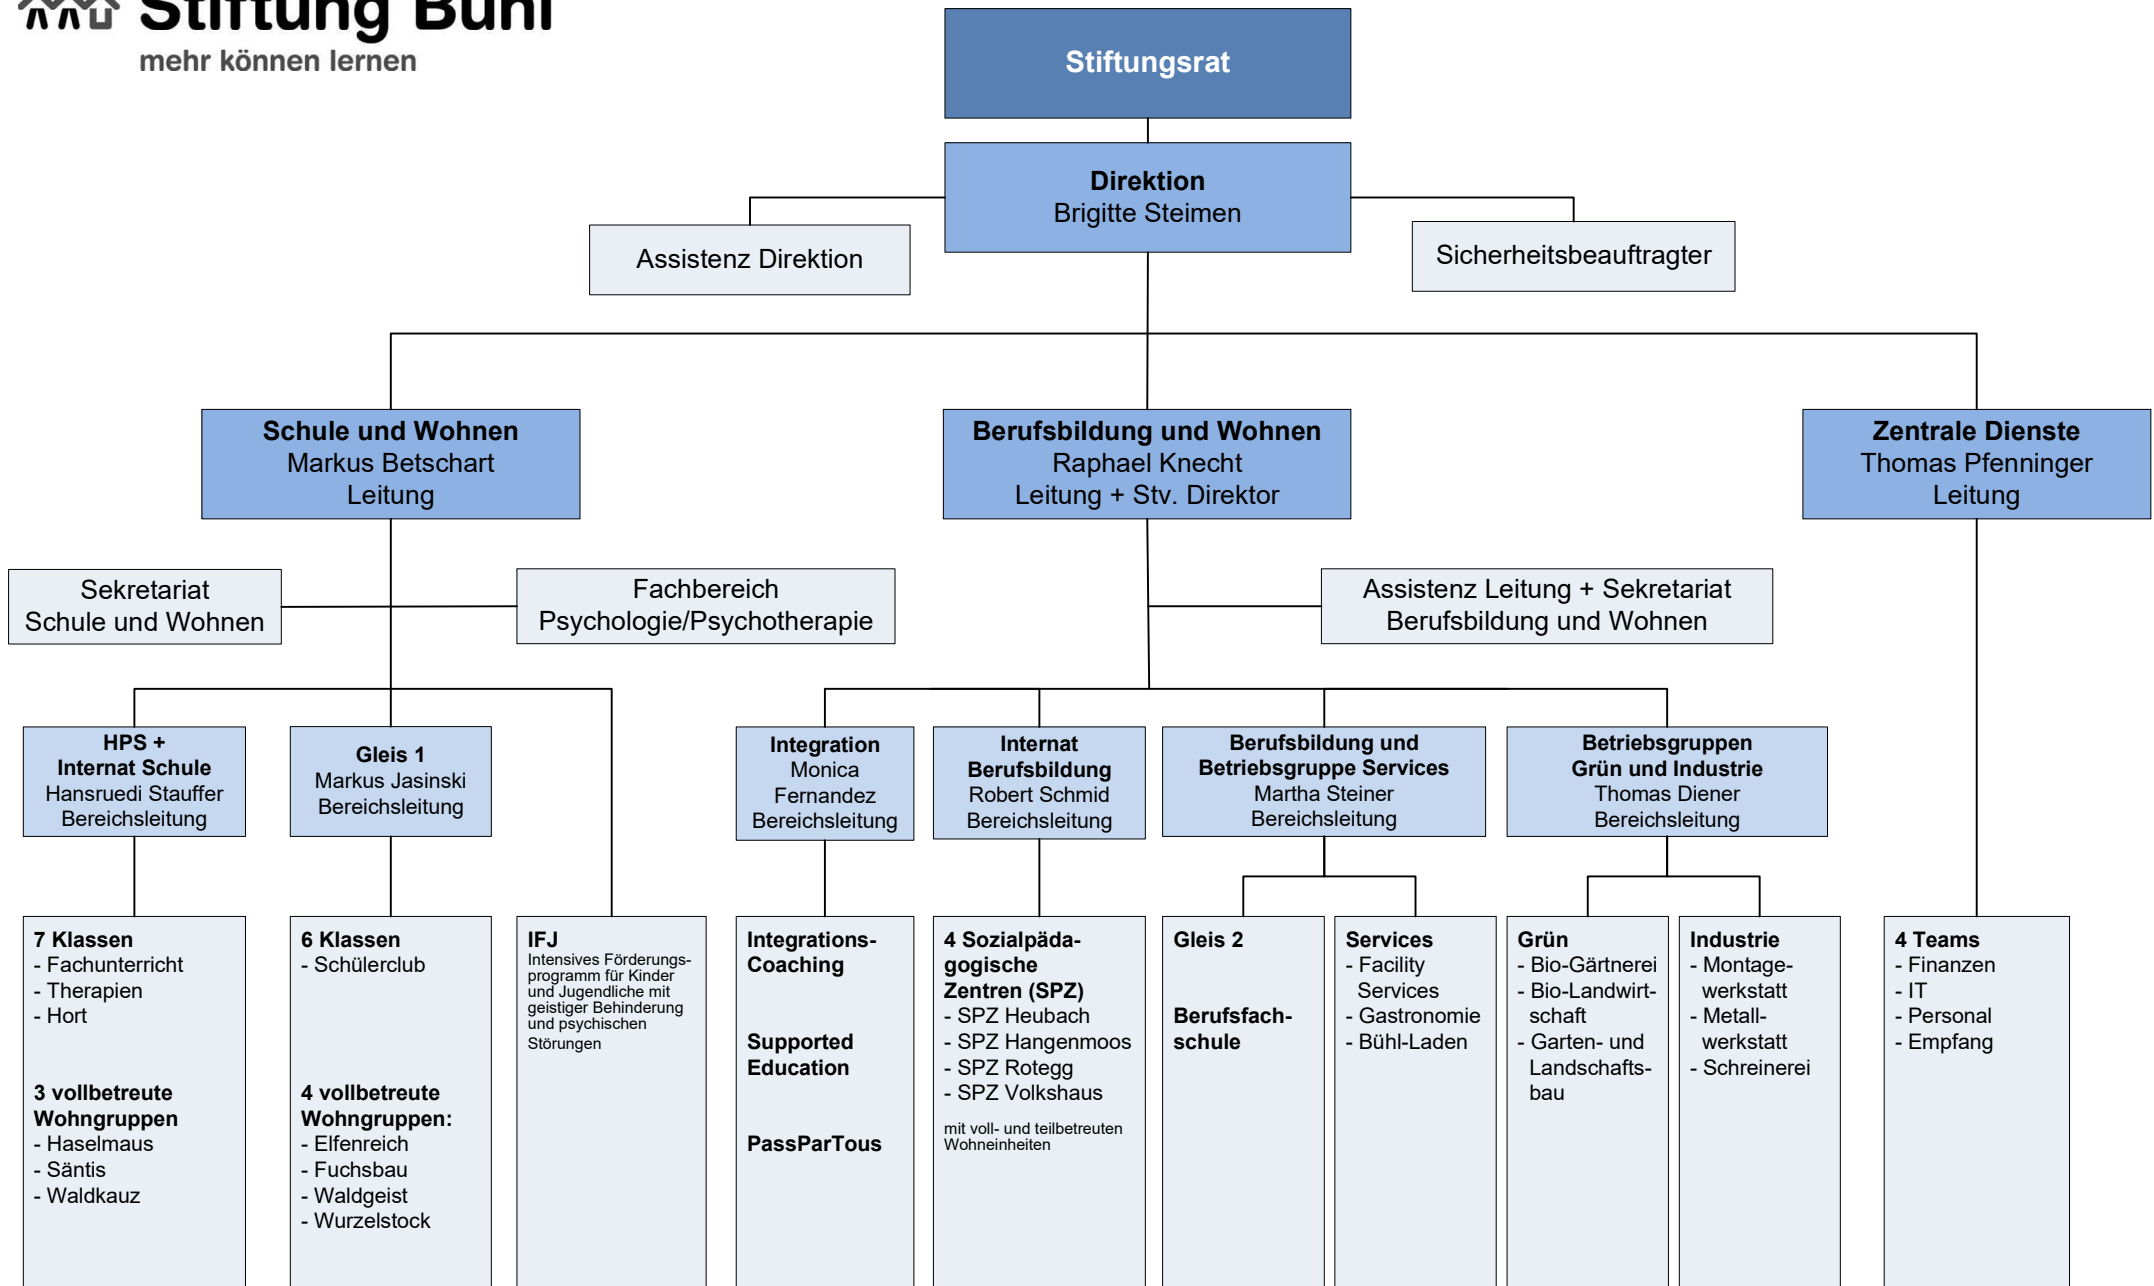 Stiftung Bühl
mehr können lernen
Stiftungsrat
Direktion
Brigitte Steimen
Assistenz Direktion
Sicherheitsbeauftragter
Schule und Wohnen
Markus Betschart
Leitung
Berufsbildung und Wohnen
Raphael Knecht
Leitung + Stv. Direktor
Zentrale Dienste
Thomas Pfenninger
Leitung
Sekretariat
Schule und Wohnen
Fachbereich
Psychologie/Psychotherapie
Assistenz Leitung + Sekretariat
Berufsbildung und Wohnen
HPS +
Internat Schule
Hansruedi Stauffer
Bereichsleitung
Gleis 1
Markus Jasinski
Bereichsleitung
Integration
Monica
Fernandez
Bereichsleitung
Internat
Berufsbildung
Robert Schmid
Bereichsleitung
Berufsbildung und
Betriebsgruppe Services
Martha Steiner
Bereichsleitung
Betriebsgruppen
Grün und Industrie
Thomas Diener
Bereichsleitung
7 Klassen
- Fachunterricht
- Therapien
- Hort
3 vollbetreute
Wohngruppen
- Haselmaus
- Säntis
- Waldkauz
6 Klassen
- Schülerclub
4 vollbetreute
Wohngruppen:
- Elfenreich
- Fuchsbau
- Waldgeist
- Wurzelstock
IFJ
Intensives Förderungs-
programm für Kinder
und Jugendliche mit
geistiger Behinderung
und psychischen
Störungen
Integrations-
Coaching
Supported
Education
PassParTous
4 Sozialpäda-
gogische
Zentren (SPZ)
- SPZ Heubach
- SPZ Hangenmoos
- SPZ Rotegg
- SPZ Volkshaus
mit voll- und teilbetreuten
Wohneinheiten
Gleis 2
Berufsfach-
schule
Services
- Facility
Services
- Gastronomie
- Bühl-Laden
Grün
- Bio-Gärtnerei
- Bio-Landwirt-
schaft
- Garten- und
Landschafts-
bau
Industrie
- Montage-
werkstatt
- Metall-
werkstatt
- Schreinerei
4 Teams
- Finanzen
- IT
- Personal
- Empfang